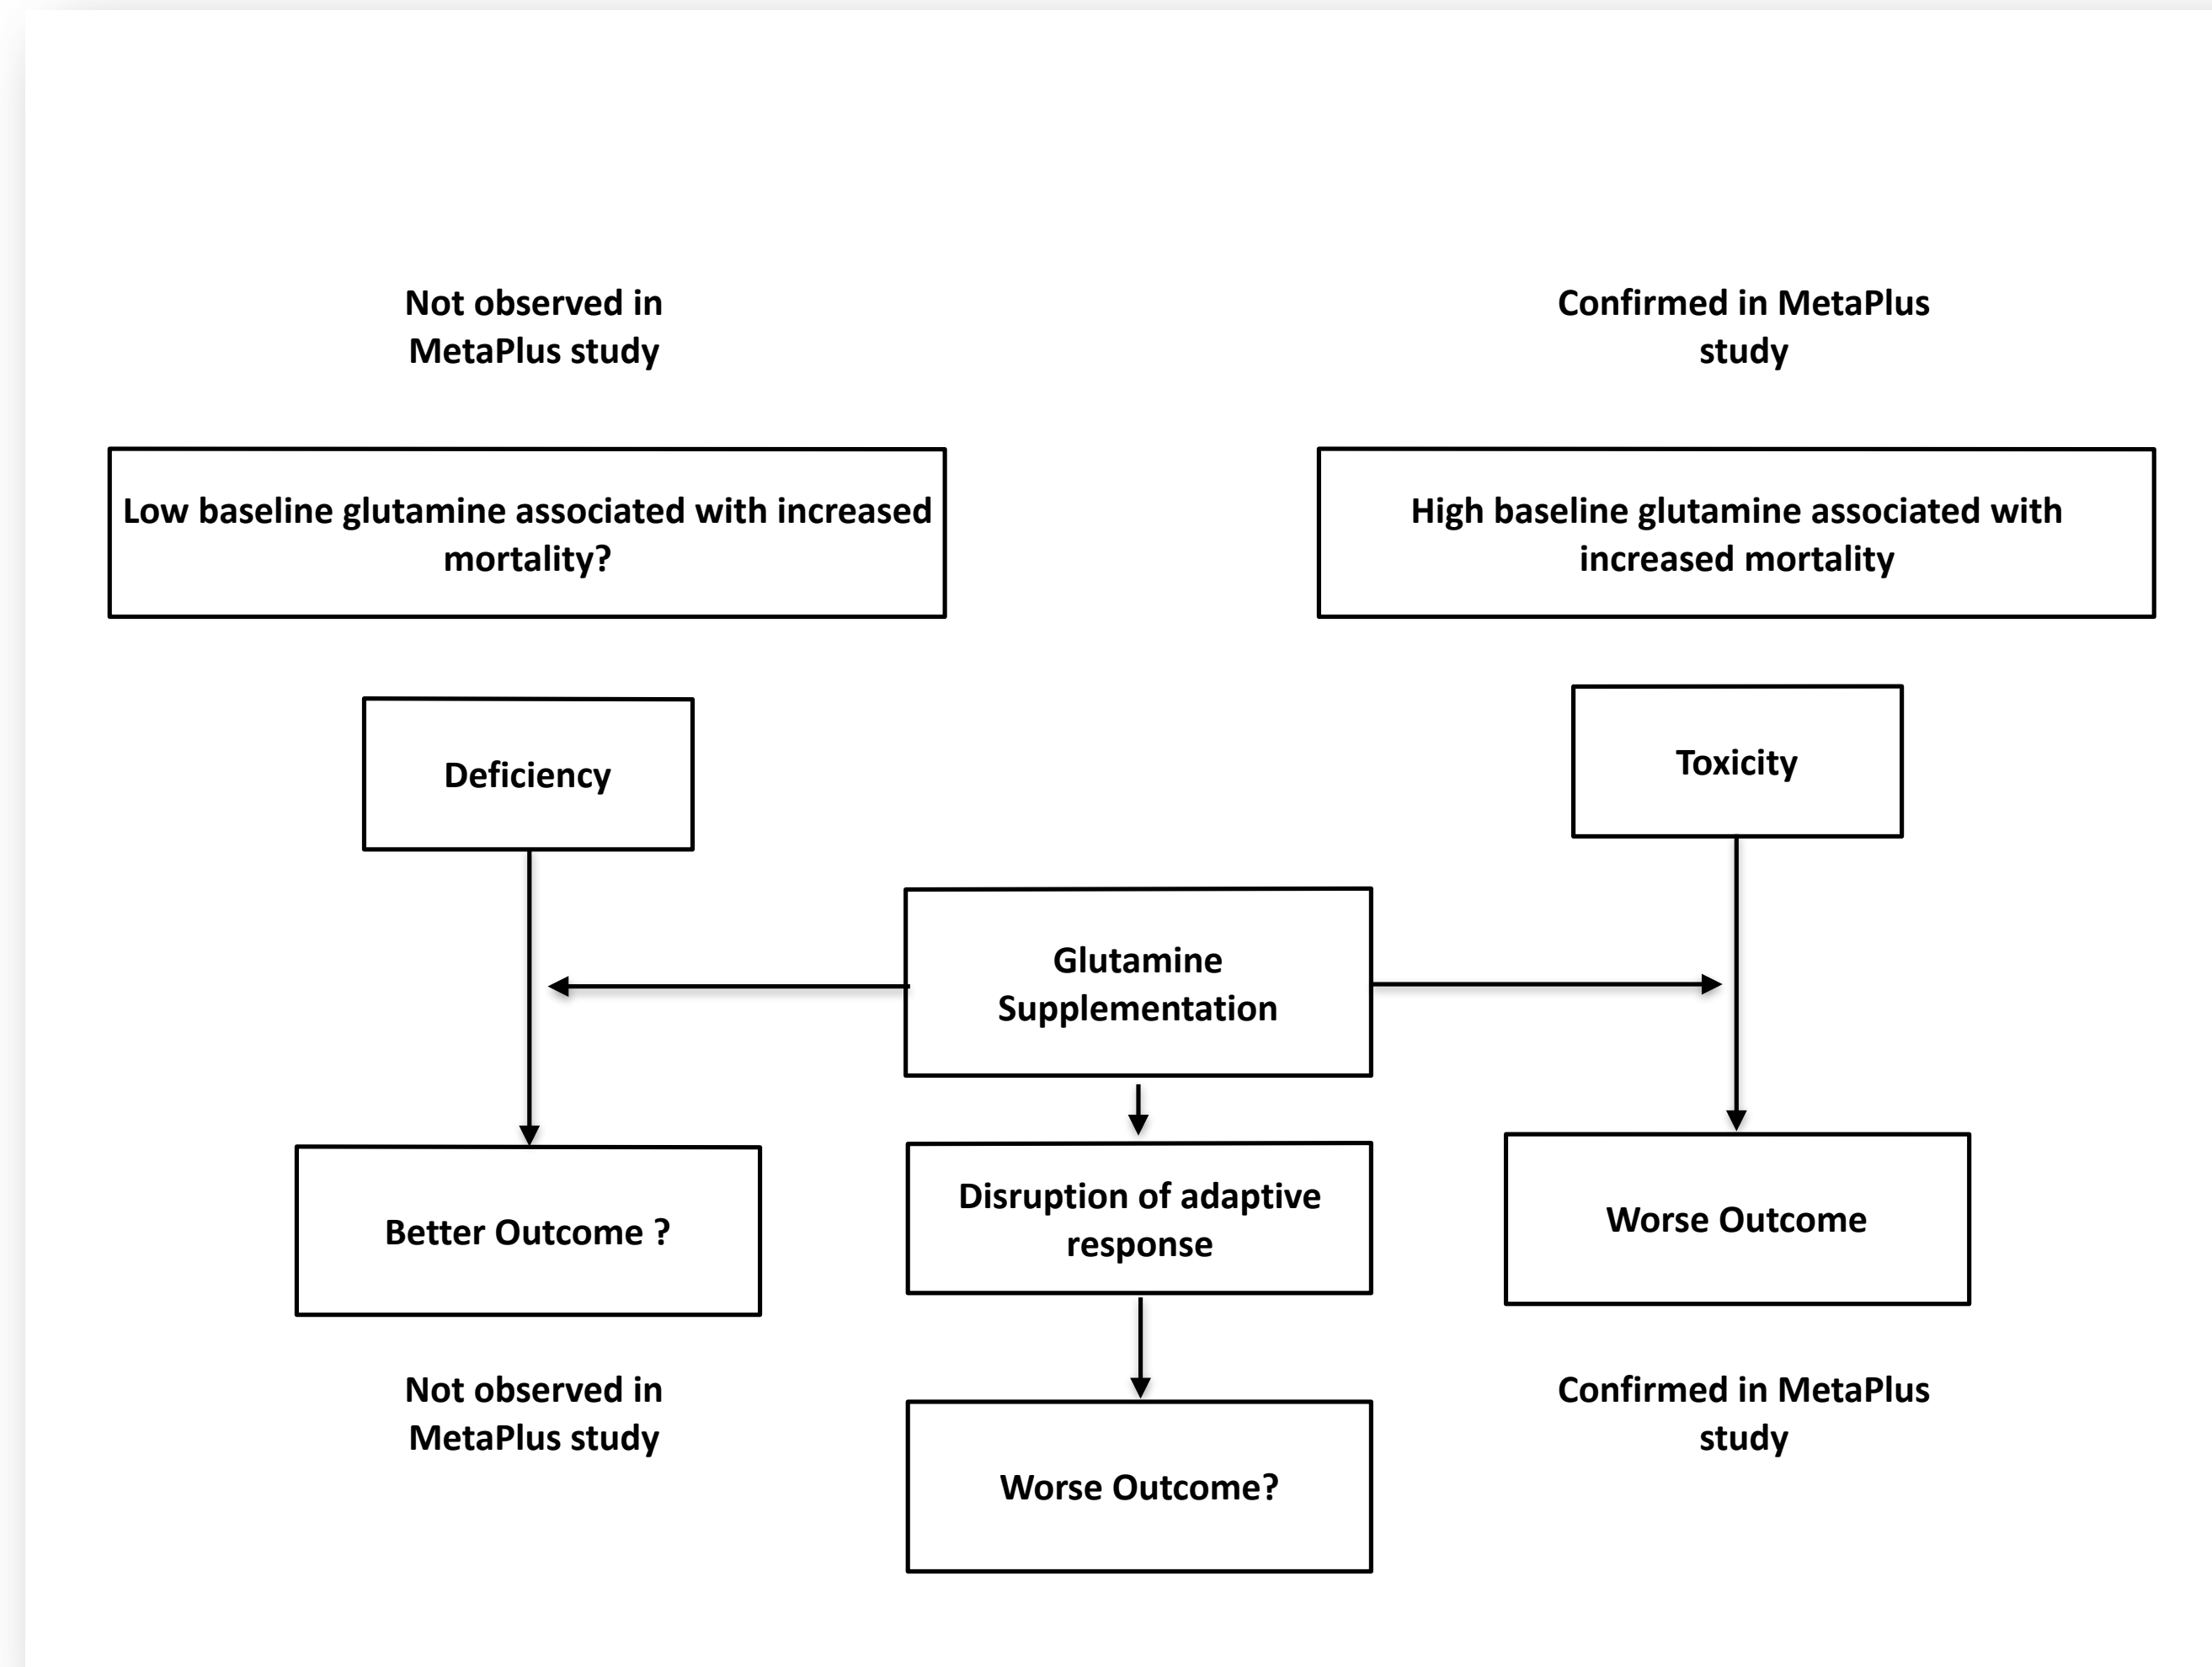 Not observed in
MetaPlus study
Confirmed in MetaPlus
study
Low baseline glutamine associated with increased
mortality?
High baseline glutamine associated with
increased mortality
Deficiency
Toxicity
Glutamine
Supplementation
Better Outcome ?
Disruption of adaptive
response
Worse Outcome
Not observed in
MetaPlus study
Worse Outcome?
Confirmed in MetaPlus
study